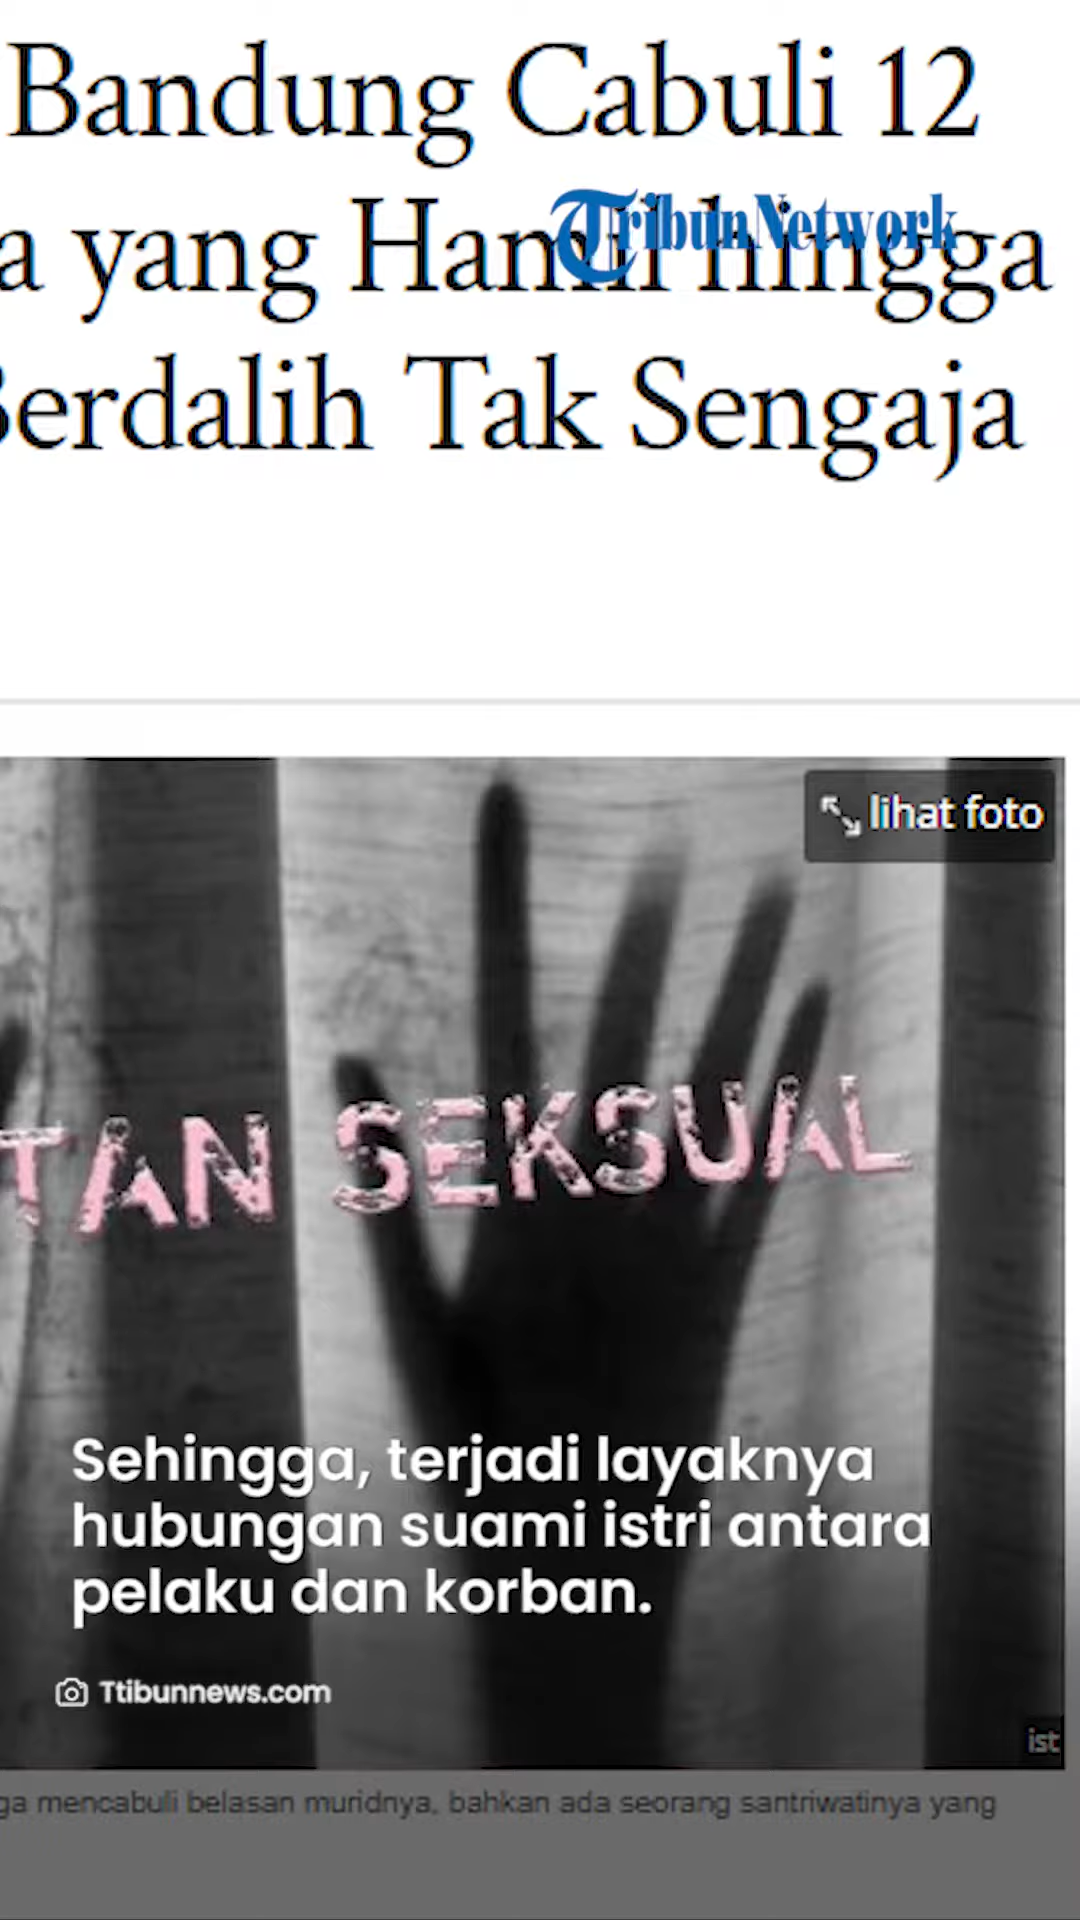 Bandung Cabuli 12
a yang Hamil hingga
Berdalih Tak Sengaja
TribunNetwork
lihat foto
TAN SEKSUAL
Sehingga, terjadi layaknya
hubungan suami istri antara
pelaku dan korban.
Ttibunnews.com
ist
ga mencabuli belasan muridnya, bahkan ada seorang santriwatinya yang